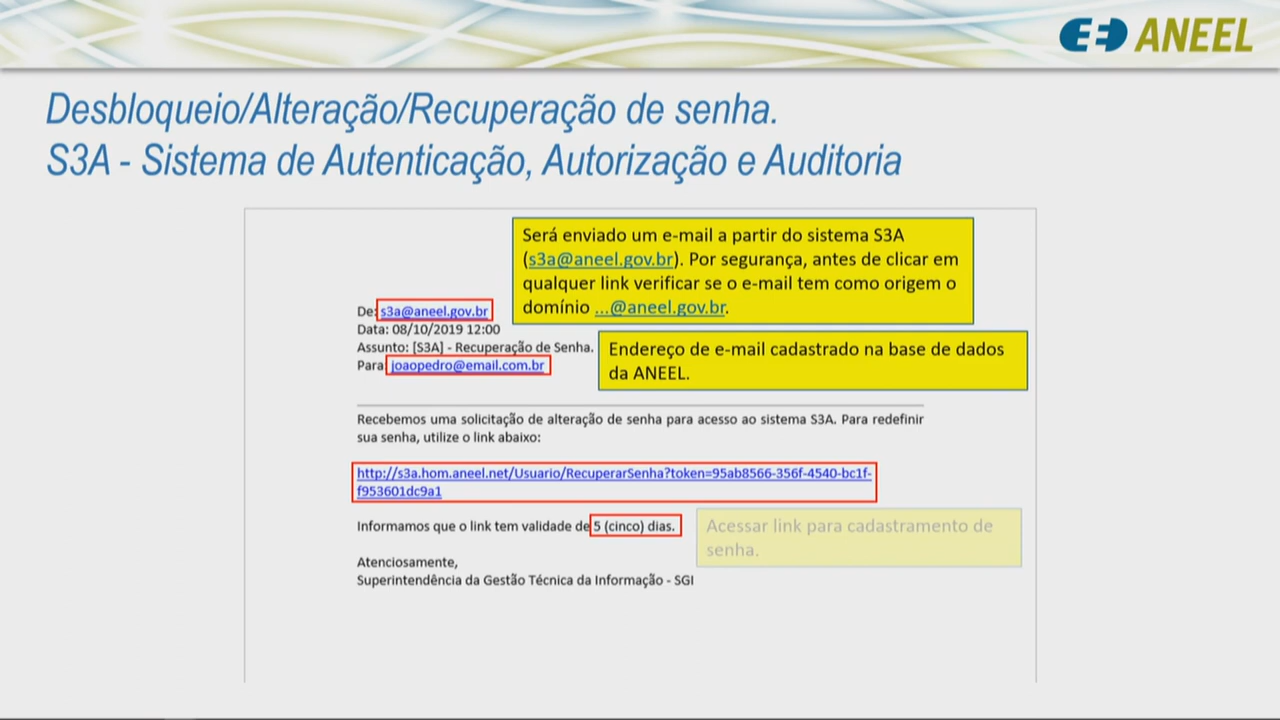 ANEEL
Desbloqueio/Alteração/Recuperação de senha.
S3A - Sistema de Autenticação, Autorização e Auditoria
Será enviado um e-mail a partir do sistema S3A
(s3a@aneel.gov.br). Por segurança, antes de clicar em
qualquer link verificar se o e-mail tem como origem o
domínio ...@aneel.gov.br.
De: s3a@aneel.gov.br
Data: 08/10/2019 12:00
Assunto: [S3A] - Recuperação de Senha.
Para: joaopedro@email.com.br
Endereço de e-mail cadastrado na base de dados
da ANEEL.
Recebemos uma solicitação de alteração de senha para acesso ao sistema S3A. Para redefinir
sua senha, utilize o link abaixo:
http://s3a.hom.aneel.net/Usuario/RecuperarSenha?token=95ab8566-356f-4540-bc1f-
f953601dc9a1
Informamos que o link tem validade de 5 (cinco) dias.
Acessar link para cadastramento de
senha.
Atenciosamente,
Superintendência da Gestão Técnica da Informação - SGI